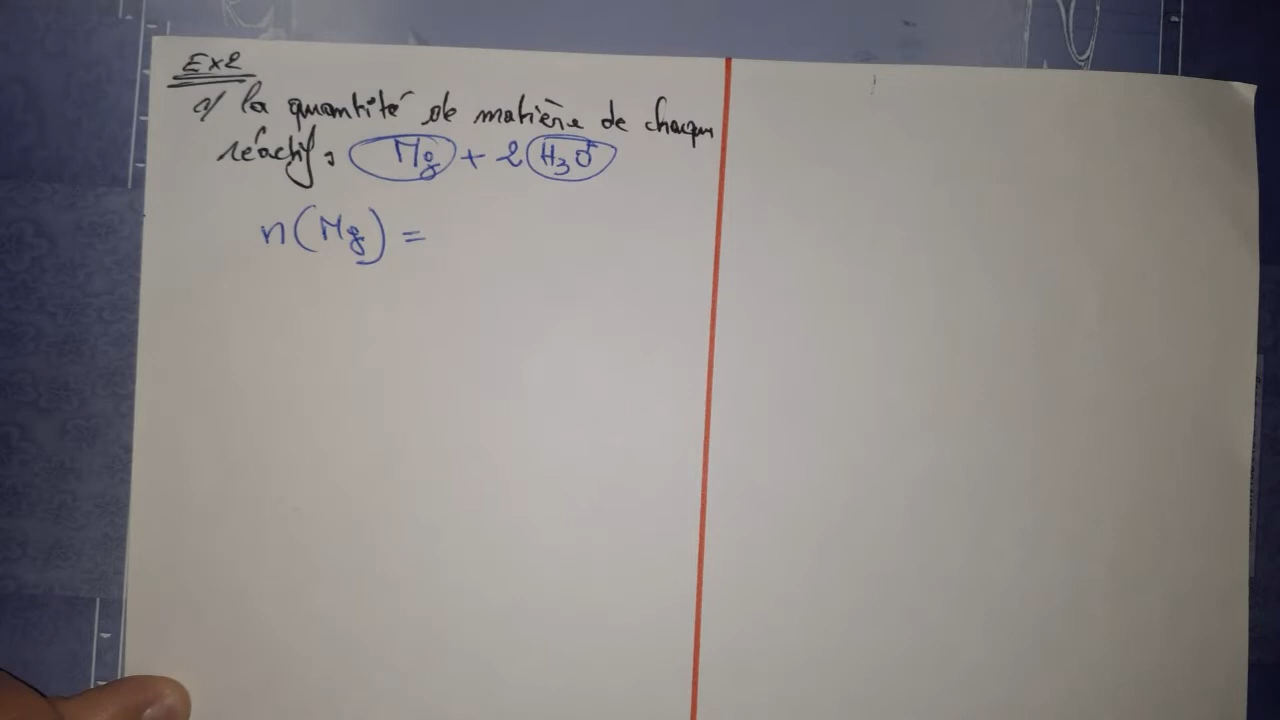 Ex2
a/ la quantité de matière de chaque
réactif : Mg + 2 H3O+
n(Mg) =